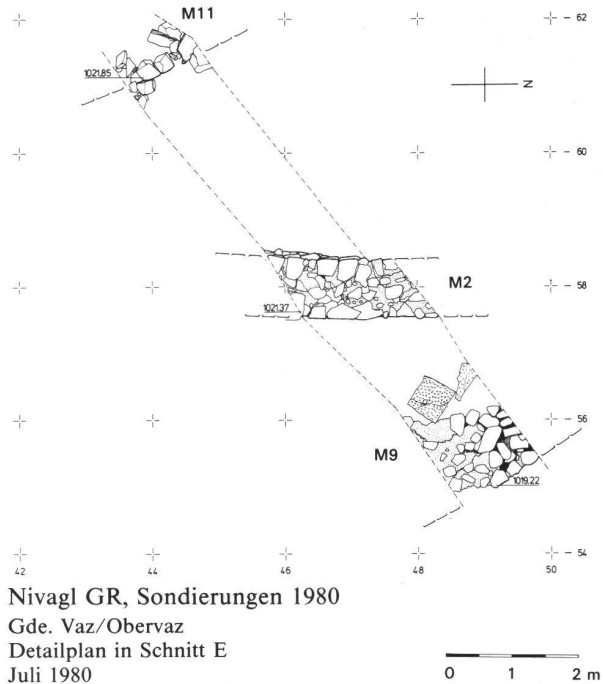 M11
62
1021.85
N
60
M2
1021.37
58
56
M9
1019.22
54
42 44 46 48 50
Nivagl GR, Sondierungen 1980
Gde. Vaz/Obervaz
Detailplan in Schnitt E
Juli 1980
0 1 2 m